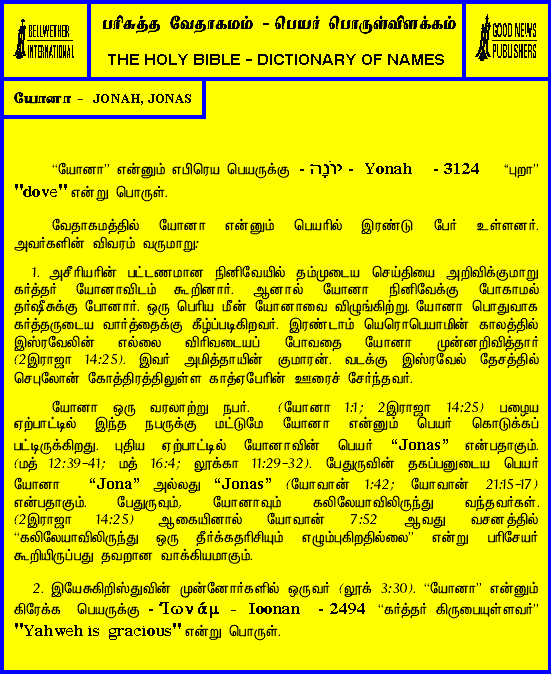 BELLWETHER
INTERNATIONAL
பரிசுத்த வேதாகமம் - பெயர் பொருள்விளக்கம்
THE HOLY BIBLE - DICTIONARY OF NAMES
GOOD NEWS
PUBLISHERS
யோனா - JONAH, JONAS
“யோனா” என்னும் எபிரெய பெயருக்கு - יוֹנָה - Yonah - 3124 “புறா”
"dove" என்று பொருள்.
வேதாகமத்தில் யோனா என்னும் பெயரில் இரண்டு பேர் உள்ளனர்.
அவர்களின் விவரம் வருமாறு:
1. அசீரியரின் பட்டணமான நினிவேயில் தம்முடைய செய்தியை அறிவிக்குமாறு
கர்த்தர் யோனாவிடம் கூறினார். ஆனால் யோனா நினிவேக்கு போகாமல்
தர்ஷீசுக்கு போனார். ஒரு பெரிய மீன் யோனாவை விழுங்கிற்று. யோனா பொதுவாக
கர்த்தருடைய வார்த்தைக்கு கீழ்ப்படிகிறவர். இரண்டாம் யெரொபெயாமின் காலத்தில்
இஸ்ரவேலின் எல்லை விரிவடையப் போவதை யோனா முன்னறிவித்தார்
(2இராஜா 14:25). இவர் அமித்தாயின் குமாரன். வடக்கு இஸ்ரவேல் தேசத்தில்
செபுலோன் கோத்திரத்திலுள்ள காத்ஏபேரின் ஊரைச் சேர்ந்தவர்.
யோனா ஒரு வரலாற்று நபர். (யோனா 1:1; 2இராஜா 14:25) பழைய
ஏற்பாட்டில் இந்த நபருக்கு மட்டுமே யோனா என்னும் பெயர் கொடுக்கப்
பட்டிருக்கிறது. புதிய ஏற்பாட்டில் யோனாவின் பெயர் “Jonas” என்பதாகும்.
(மத் 12:39-41; மத் 16:4; லூக்கா 11:29-32). பேதுருவின் தகப்பனுடைய பெயர்
யோனா “Jona” அல்லது “Jonas” (யோவான் 1:42; யோவான் 21:15-17)
என்பதாகும். பேதுருவும், யோனாவும் கலிலேயாவிலிருந்து வந்தவர்கள்.
(2இராஜா 14:25) ஆகையினால் யோவான் 7:52 ஆவது வசனத்தில்
“கலிலேயாவிலிருந்து ஒரு தீர்க்கதரிசியும் எழும்புகிறதில்லை” என்று பரிசேயர்
கூறியிருப்பது தவறான வாக்கியமாகும்.
2. இயேசுகிறிஸ்துவின் முன்னோர்களில் ஒருவர் (லூக் 3:30). “யோனா” என்னும்
கிரேக்க பெயருக்கு - Ἰωνάμ - Ioonan - 2494 “கர்த்தர் கிருபையுள்ளவர்”
"Yahweh is gracious" என்று பொருள்.